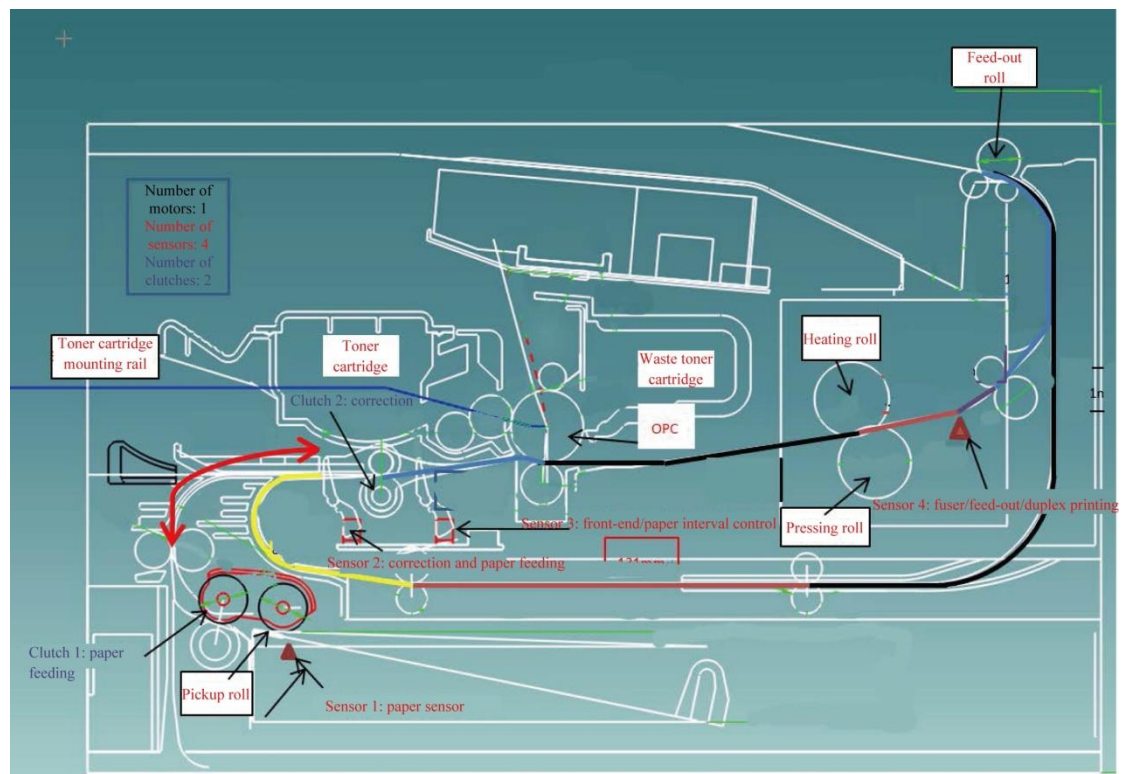 Feed-out
roll
Number of
motors: 1
Number of
sensors: 4
Number of
clutches: 2
Toner cartridge
mounting rail
Toner
cartridge
Waste toner
cartridge
Heating roll
1n
Clutch 2: correction
OPC
Sensor 4: fuser/feed-out/duplex printing
Sensor 3: front-end/paper interval control
Pressing roll
Sensor 2: correction and paper feeding
131mm
Clutch 1: paper
feeding
Pickup roll
Sensor 1: paper sensor